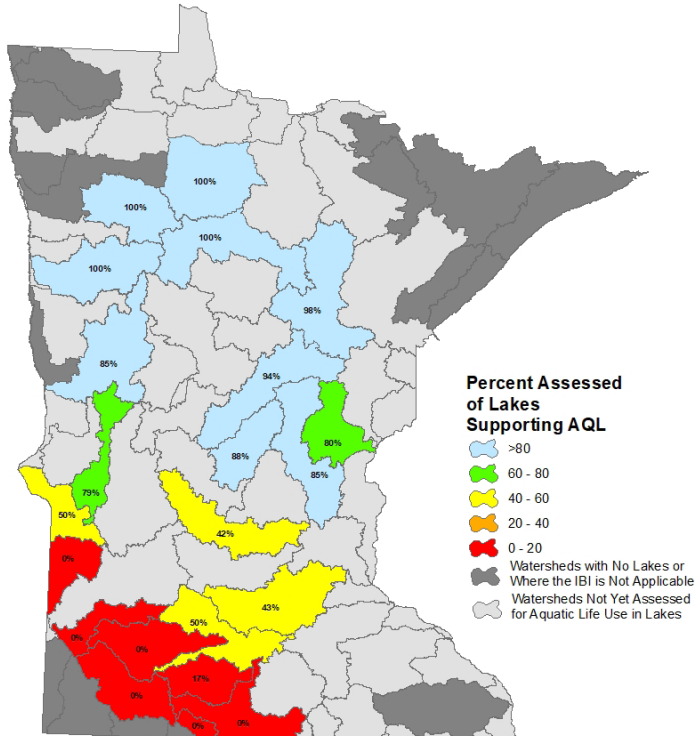 100%
100%
100%
100%
98%
85%
94%
Percent Assessed
of Lakes
Supporting AQL
>80
60 - 80
40 - 60
20 - 40
0 - 20
Watersheds with No Lakes or
Where the IBI is Not Applicable
Watersheds Not Yet Assessed
for Aquatic Life Use in Lakes
80%
88%
85%
79%
50%
42%
0%
43%
50%
0%
0%
17%
0%
0%
0%